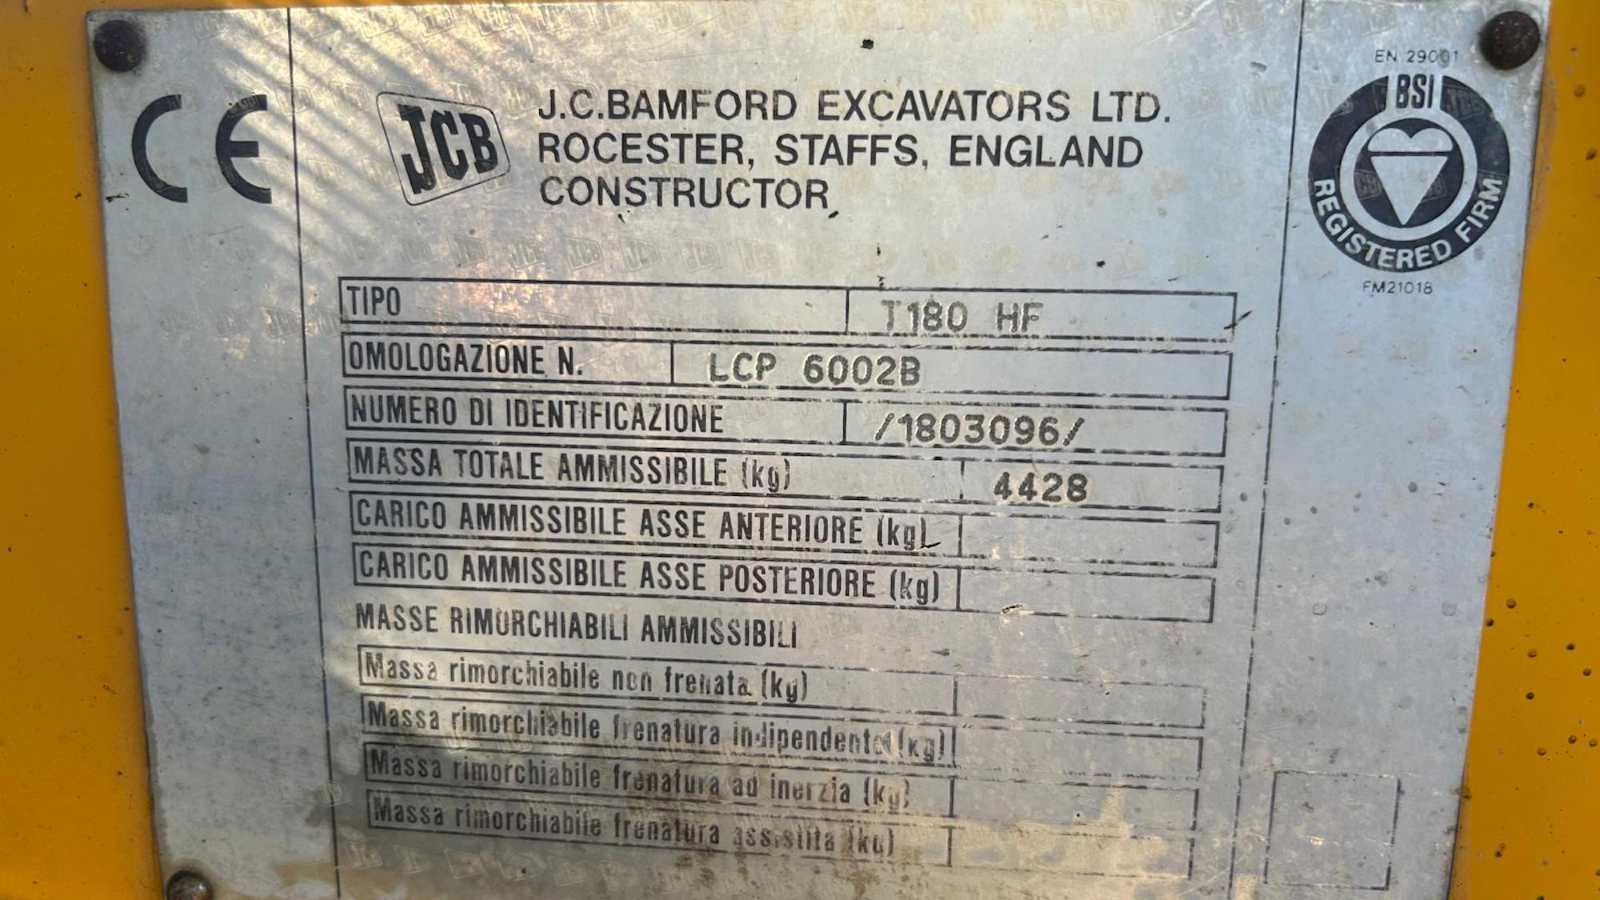 CE
JCB
J.C.BAMFORD EXCAVATORS LTD.
ROCESTER, STAFFS, ENGLAND
CONSTRUCTOR
EN 29001
BSI
REGISTERED FIRM
FM21018
TIPO T180 HF
OMOLOGAZIONE N. LCP 6002B
NUMERO DI IDENTIFICAZIONE /1803096/
MASSA TOTALE AMMISSIBILE (kg) 4428
CARICO AMMISSIBILE ASSE ANTERIORE (kg)
CARICO AMMISSIBILE ASSE POSTERIORE (kg)
MASSE RIMORCHIABILI AMMISSIBILI
Massa rimorchiabile non frenata (kg)
Massa rimorchiabile frenatura indipendente (kg)
Massa rimorchiabile frenatura ad inerzia (kg)
Massa rimorchiabile frenatura assistita (kg)